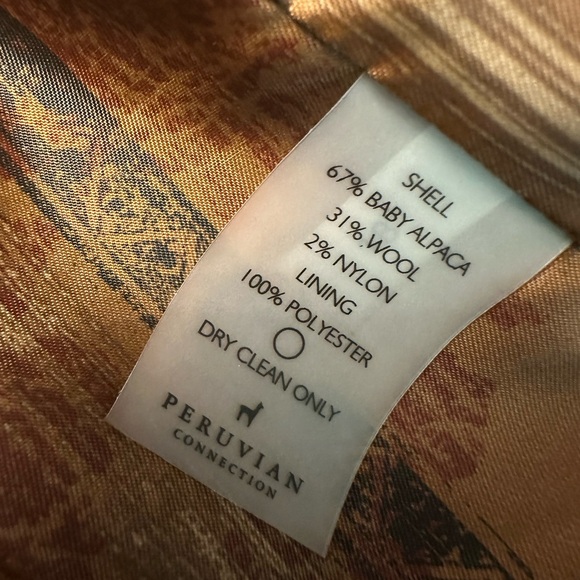 SHELL
67% BABY ALPACA
31% WOOL
2% NYLON
LINING
100% POLYESTER
DRY CLEAN ONLY
PERUVIAN
CONNECTION